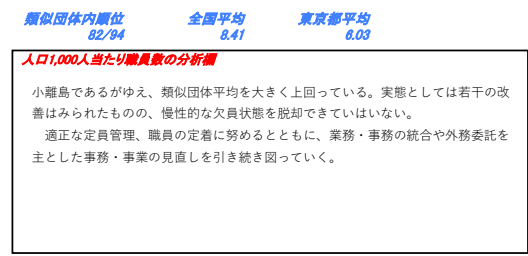 類似団体内順位 全国平均 東京都平均
82/94 8.41 6.03
人口1,000人当たり職員数の分析欄
小離島であるがゆえ、類似団体平均を大きく上回っている。実態としては若干の改
善はみられたものの、慢性的な欠員状態を脱却できていはいない。
適正な定員管理、職員の定着に努めるとともに、業務・事務の統合や外務委託を
主とした事務・事業の見直しを引き続き図っていく。